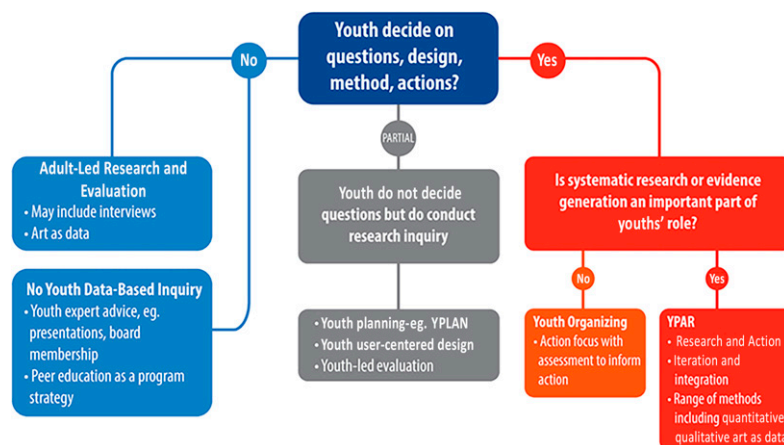 Youth decide on
questions, design,
method, actions?
No
Yes
PARTIAL
Adult-Led Research and
Evaluation
• May include interviews
• Art as data
Youth do not decide
questions but do conduct
research inquiry
Is systematic research or evidence
generation an important part of
youths' role?
No Youth Data-Based Inquiry
• Youth expert advice, eg.
presentations, board
membership
• Peer education as a program
strategy
• Youth planning-eg. YPLAN
• Youth user-centered design
• Youth-led evaluation
No
Yes
Youth Organizing
• Action focus with
assessment to inform
action
YPAR
• Research and Action
• Iteration and
integration
• Range of methods
including quantitative
qualitative art as data